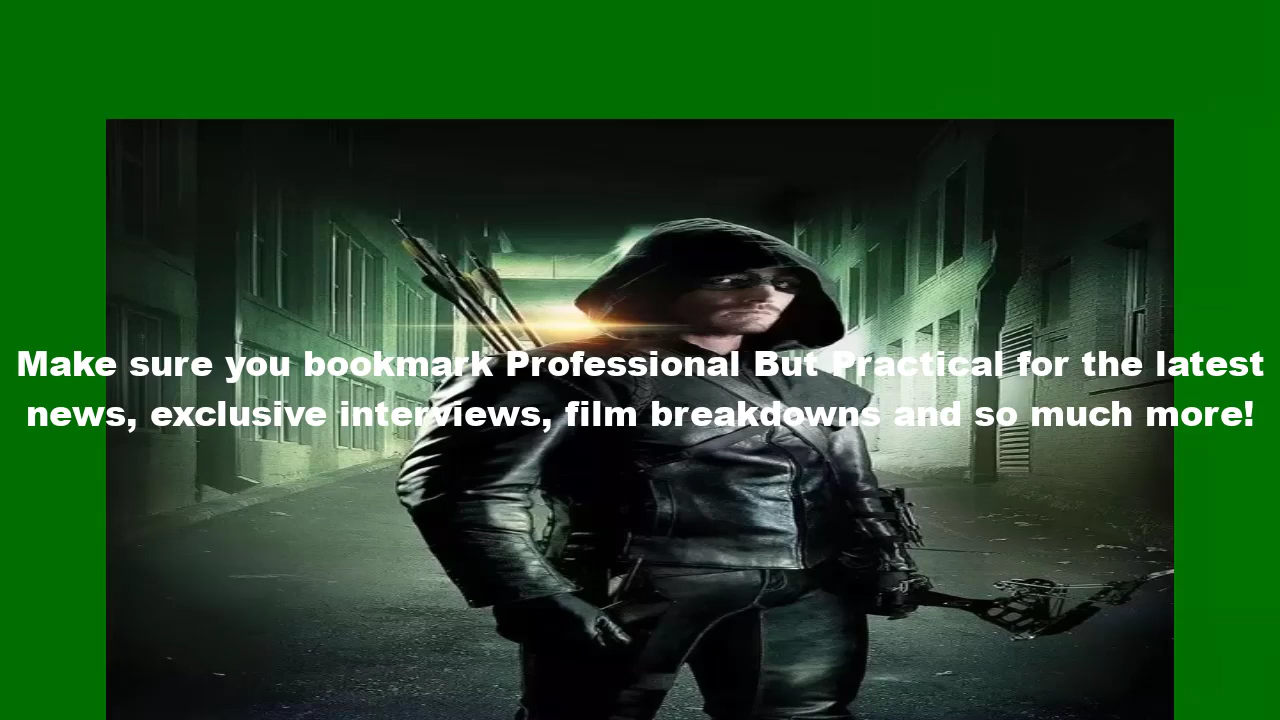 Make sure you bookmark Professional But Practical for the latest
news, exclusive interviews, film breakdowns and so much more!